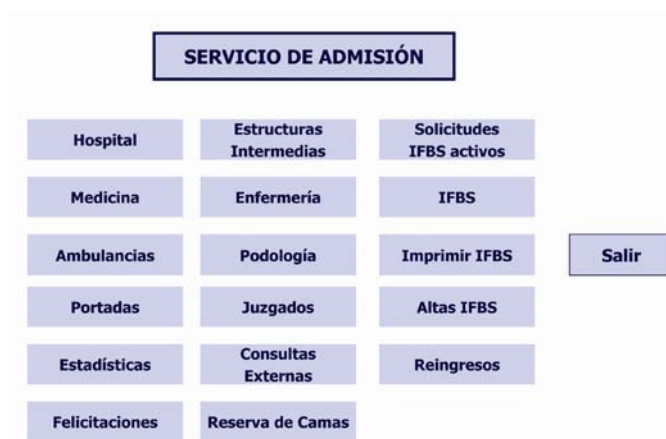 SERVICIO DE ADMISIÓN
Hospital
Estructuras
Intermedias
Solicitudes
IFBS activos
Medicina
Enfermería
IFBS
Ambulancias
Podología
Imprimir IFBS
Salir
Portadas
Juzgados
Altas IFBS
Estadísticas
Consultas
Externas
Reingresos
Felicitaciones
Reserva de Camas